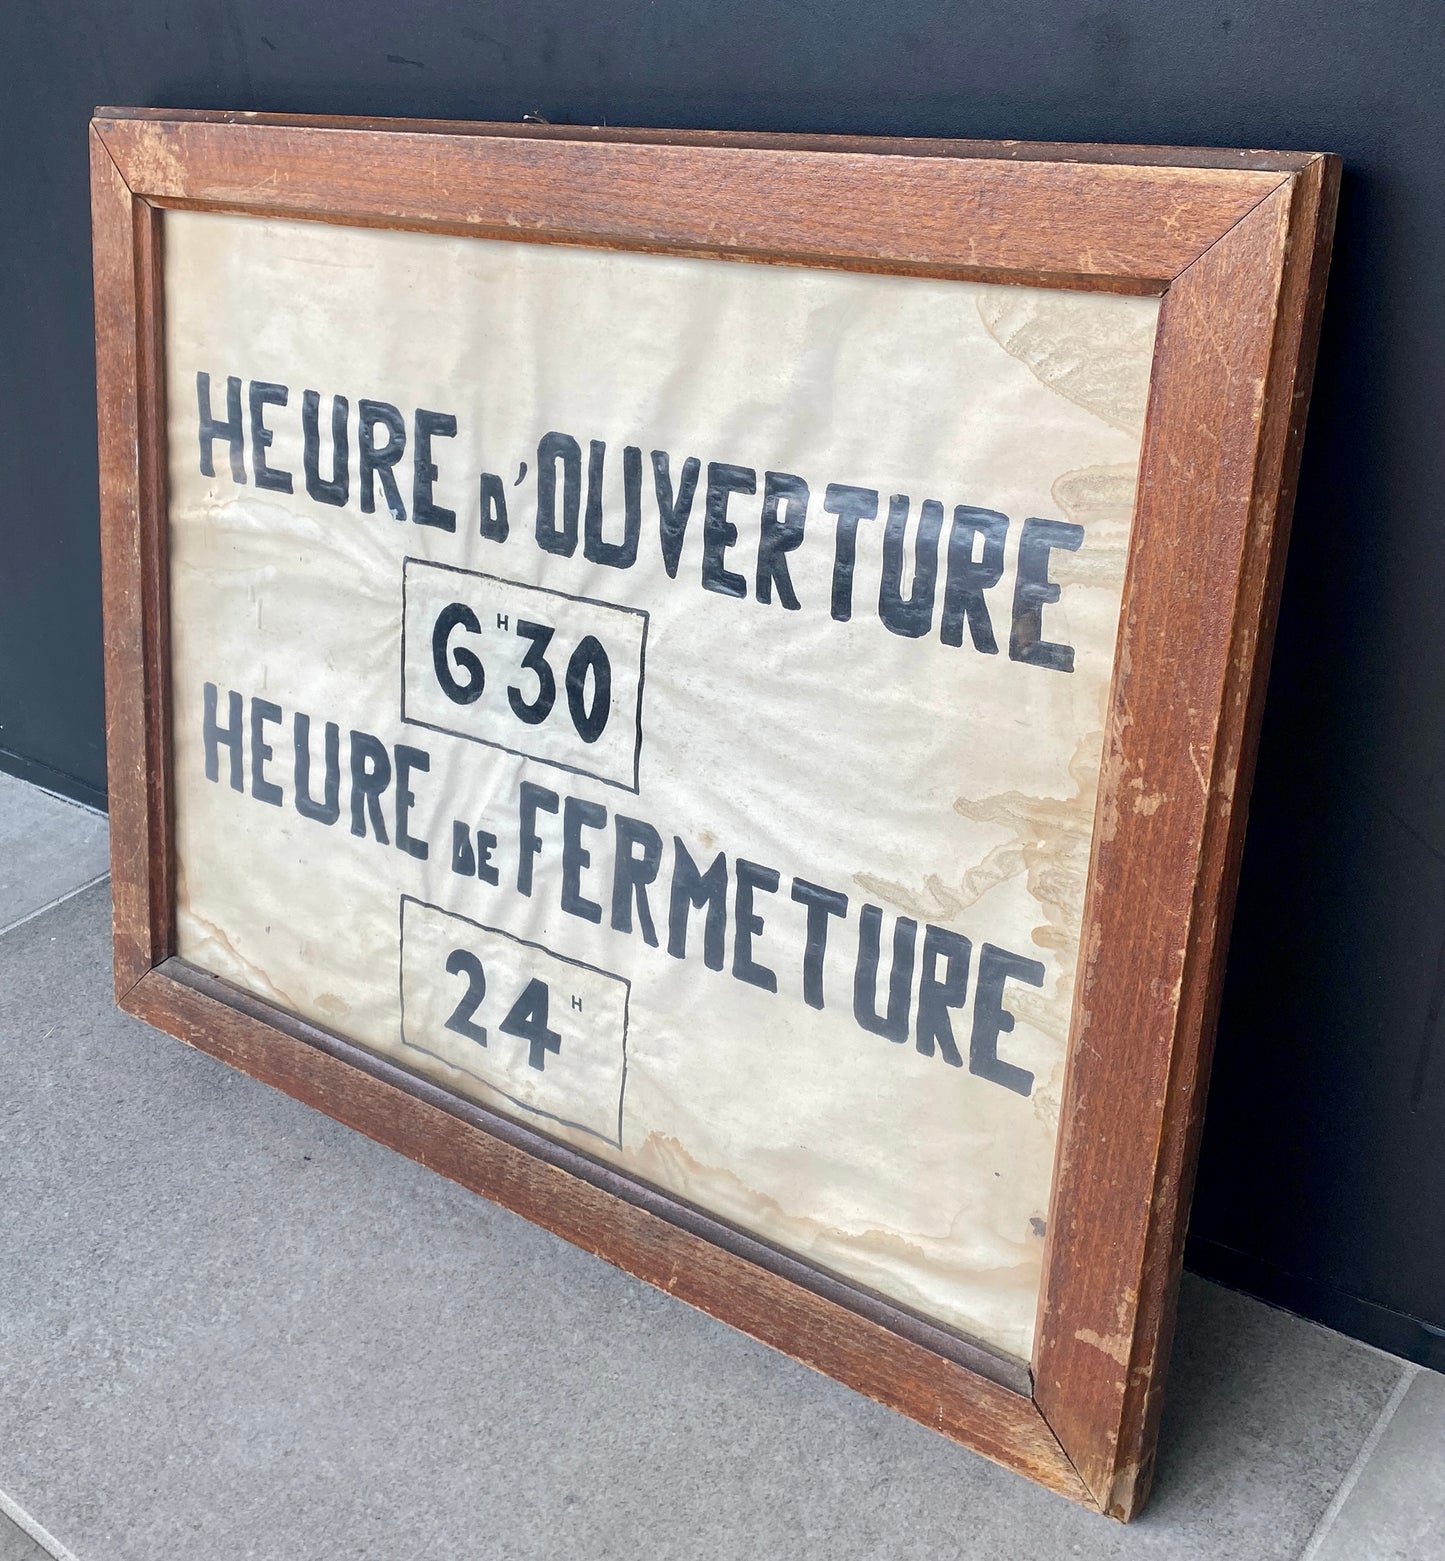 HEURE D'OUVERTURE
6H30
HEURE DE FERMETURE
24H